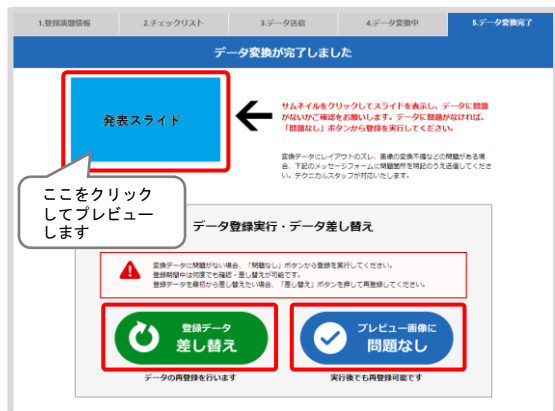 1.登録演題情報
2.チェックリスト
3.データ送信
4.データ変換中
5.データ変換完了
データ変換が完了しました
発表スライド
サムネイルをクリックしてスライドを表示し、データに問題
がないかご確認をお願いします。データに問題がなければ、
「問題なし」ボタンから登録を実行してください。
変換データにレイアウトのズレ、画像の変換不備などの問題がある場
合、下記のメッセージフォームに問題箇所を明記のうえ送信してくださ
い。テクニカルスタッフが対応いたします。
ここをクリック
してプレビュー
します
データ登録実行・データ差し替え
変換データに問題がない場合、「問題なし」ボタンから登録を実行してください。
登録期間中は何度でも確認・差し替えが可能です。
登録データを最初から差し替えたい場合、「差し替え」ボタンを押して再登録してください。
登録データ
差し替え
プレビュー画像に
問題なし
データの再登録を行います
実行後でも再登録可能です